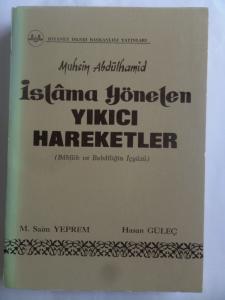 DİYANET İŞLERİ BAŞKANLIĞI YAYINLARI
Muhsin Abdülhamid
İslâma Yönelen
YIKICI
HAREKETLER
(Bâbîlik ve Bahâîliğin İçyüzü)
M. Saim YEPREM Hasan GÜLEÇ